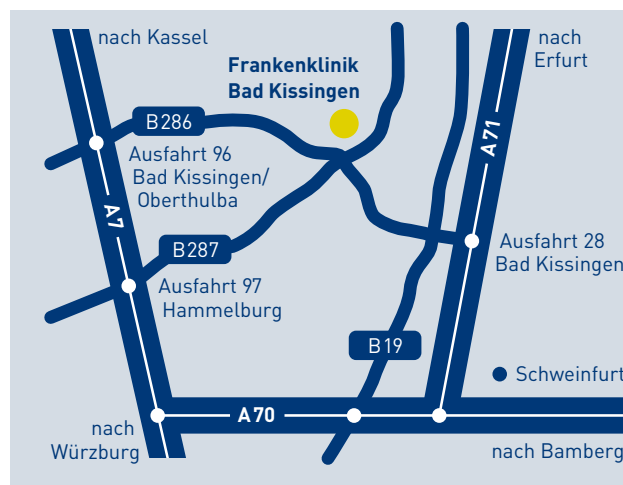 nach Kassel
nach
Erfurt
Frankenklinik
Bad Kissingen
B286
A71
Ausfahrt 96
Bad Kissingen/
Oberthulba
A7
B287
Ausfahrt 28
Bad Kissingen
Ausfahrt 97
Hammelburg
B19
Schweinfurt
A70
nach
Würzburg
nach Bamberg